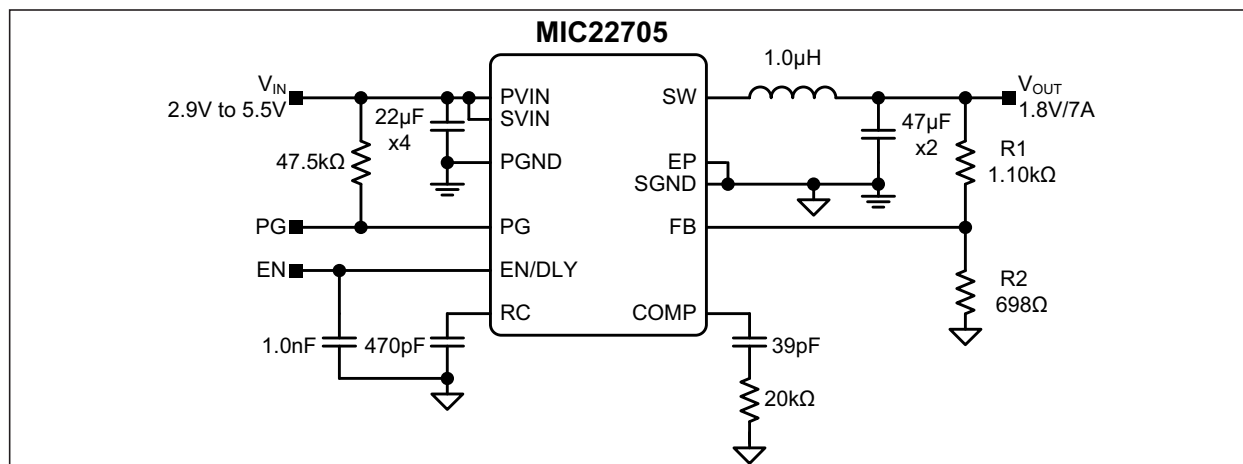 MIC22705
1.0µH
VIN
2.9V to 5.5V
PVIN
SVIN
SW
VOUT
1.8V/7A
22µF
x4
47µF
x2
47.5kΩ
PGND
EP
SGND
R1
1.10kΩ
PG
PG
FB
EN
EN/DLY
R2
698Ω
RC
COMP
1.0nF
470pF
39pF
20kΩ